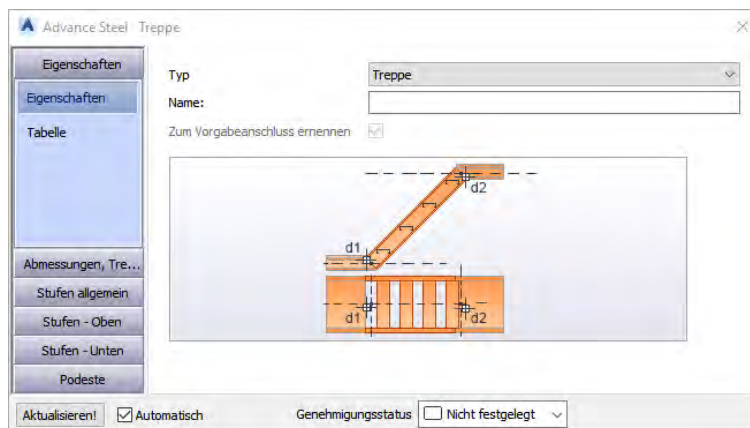 Advance Steel Treppe
Eigenschaften
Eigenschaften
Tabelle
Abmessungen, Tre...
Stufen allgemein
Stufen - Oben
Stufen - Unten
Podeste
Typ
Treppe
Name:
Zum Vorgabeanschluss ernennen
d2
d1
d1
d2
Aktualisieren!
Automatisch
Genehmigungsstatus
Nicht festgelegt